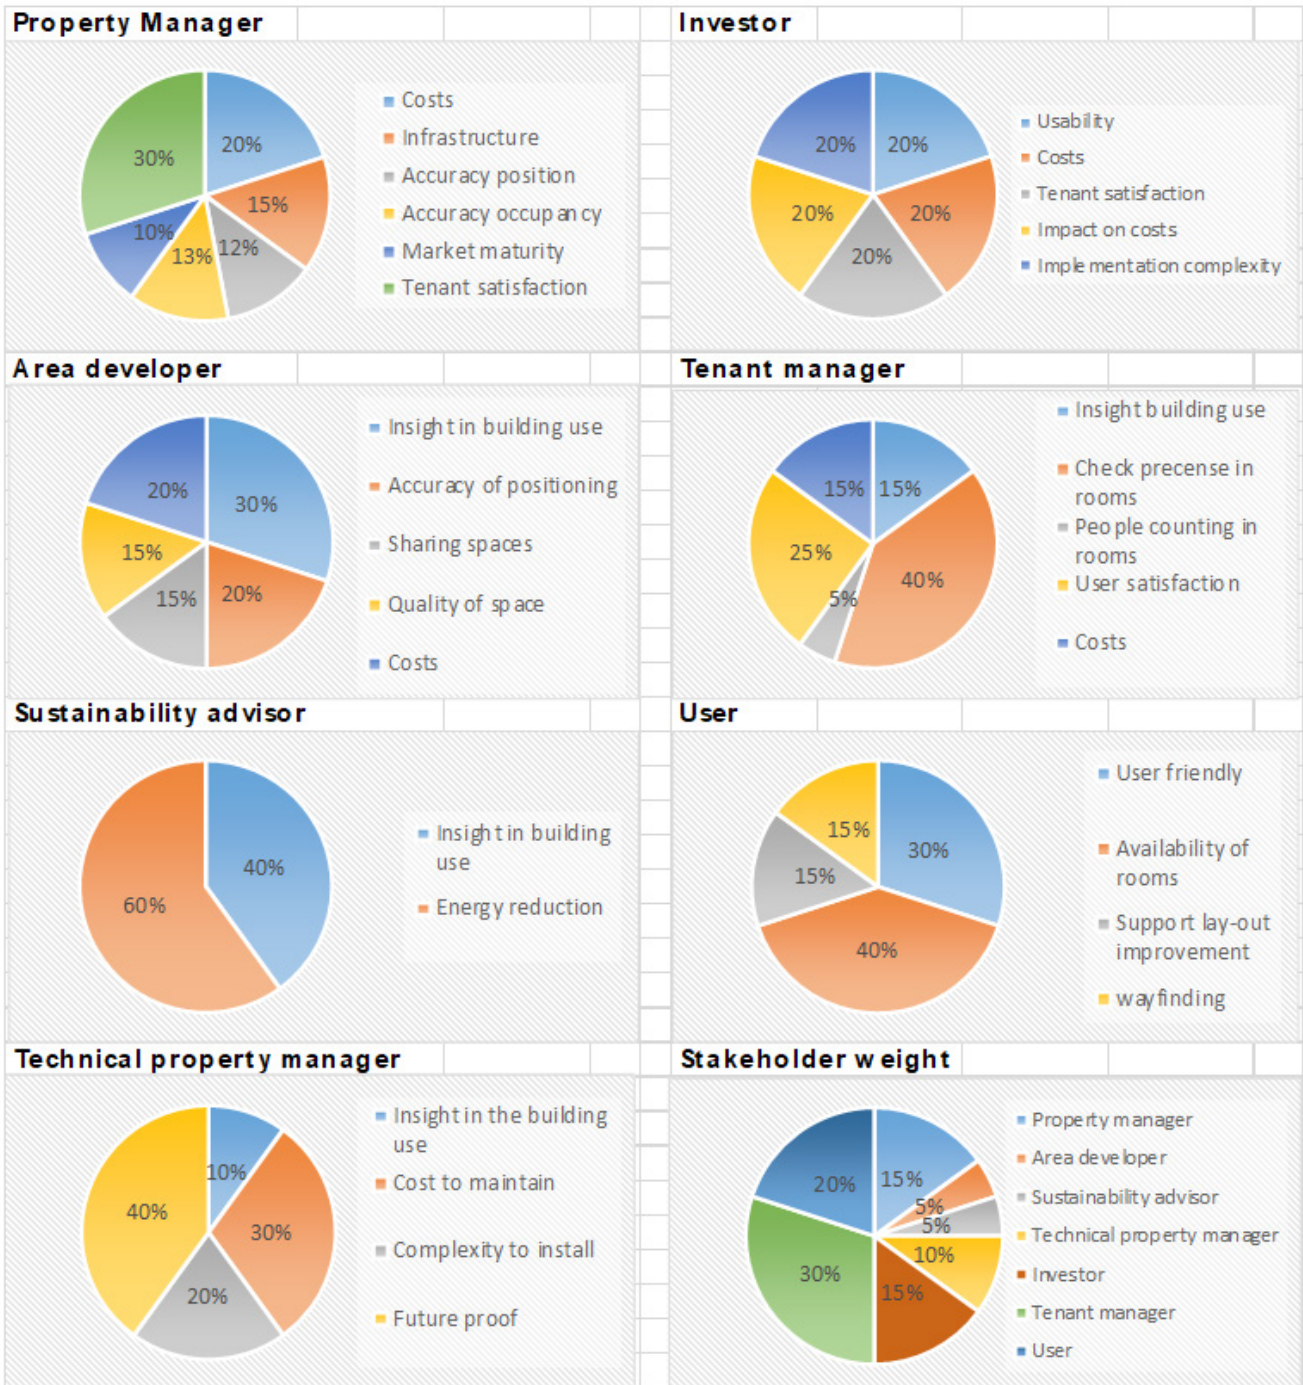 Property Manager
20%
15%
12%
13%
10%
30%
Costs
Infrastructure
Accuracy position
Accuracy occupancy
Market maturity
Tenant satisfaction
Investor
20%
20%
20%
20%
20%
Usability
Costs
Tenant satisfaction
Impact on costs
Implementation complexity
Area developer
30%
20%
15%
15%
20%
Insight in building use
Accuracy of positioning
Sharing spaces
Quality of space
Costs
Tenant manager
15%
40%
5%
25%
15%
Insight building use
Check precense in
rooms
People counting in
rooms
User satisfaction
Costs
Sustainability advisor
40%
60%
Insight in building
use
Energy reduction
User
30%
40%
15%
15%
User friendly
Availability of
rooms
Support lay-out
improvement
wayfinding
Technical property manager
10%
30%
20%
40%
Insight in the building
use
Cost to maintain
Complexity to install
Future proof
Stakeholder weight
15%
5%
5%
10%
15%
30%
20%
Property manager
Area developer
Sustainability advisor
Technical property manager
Investor
Tenant manager
User